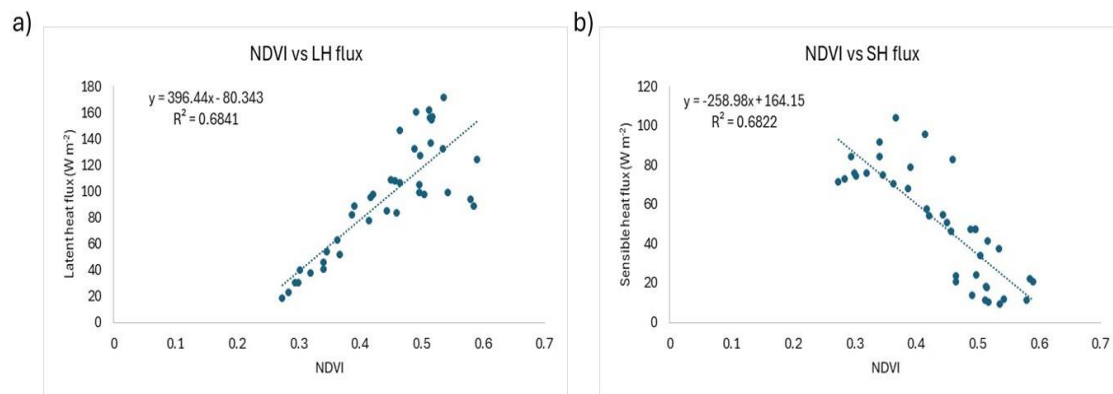 a)
NDVI vs LH flux
y = 396.44x - 80.343
R² = 0.6841
Latent heat flux (W m⁻²)
180
160
140
120
100
80
60
40
20
0
0 0.1 0.2 0.3 0.4 0.5 0.6 0.7
NDVI
b)
NDVI vs SH flux
y = -258.98x + 164.15
R² = 0.6822
Sensible heat flux (W m⁻²)
120
100
80
60
40
20
0
0 0.1 0.2 0.3 0.4 0.5 0.6 0.7
NDVI